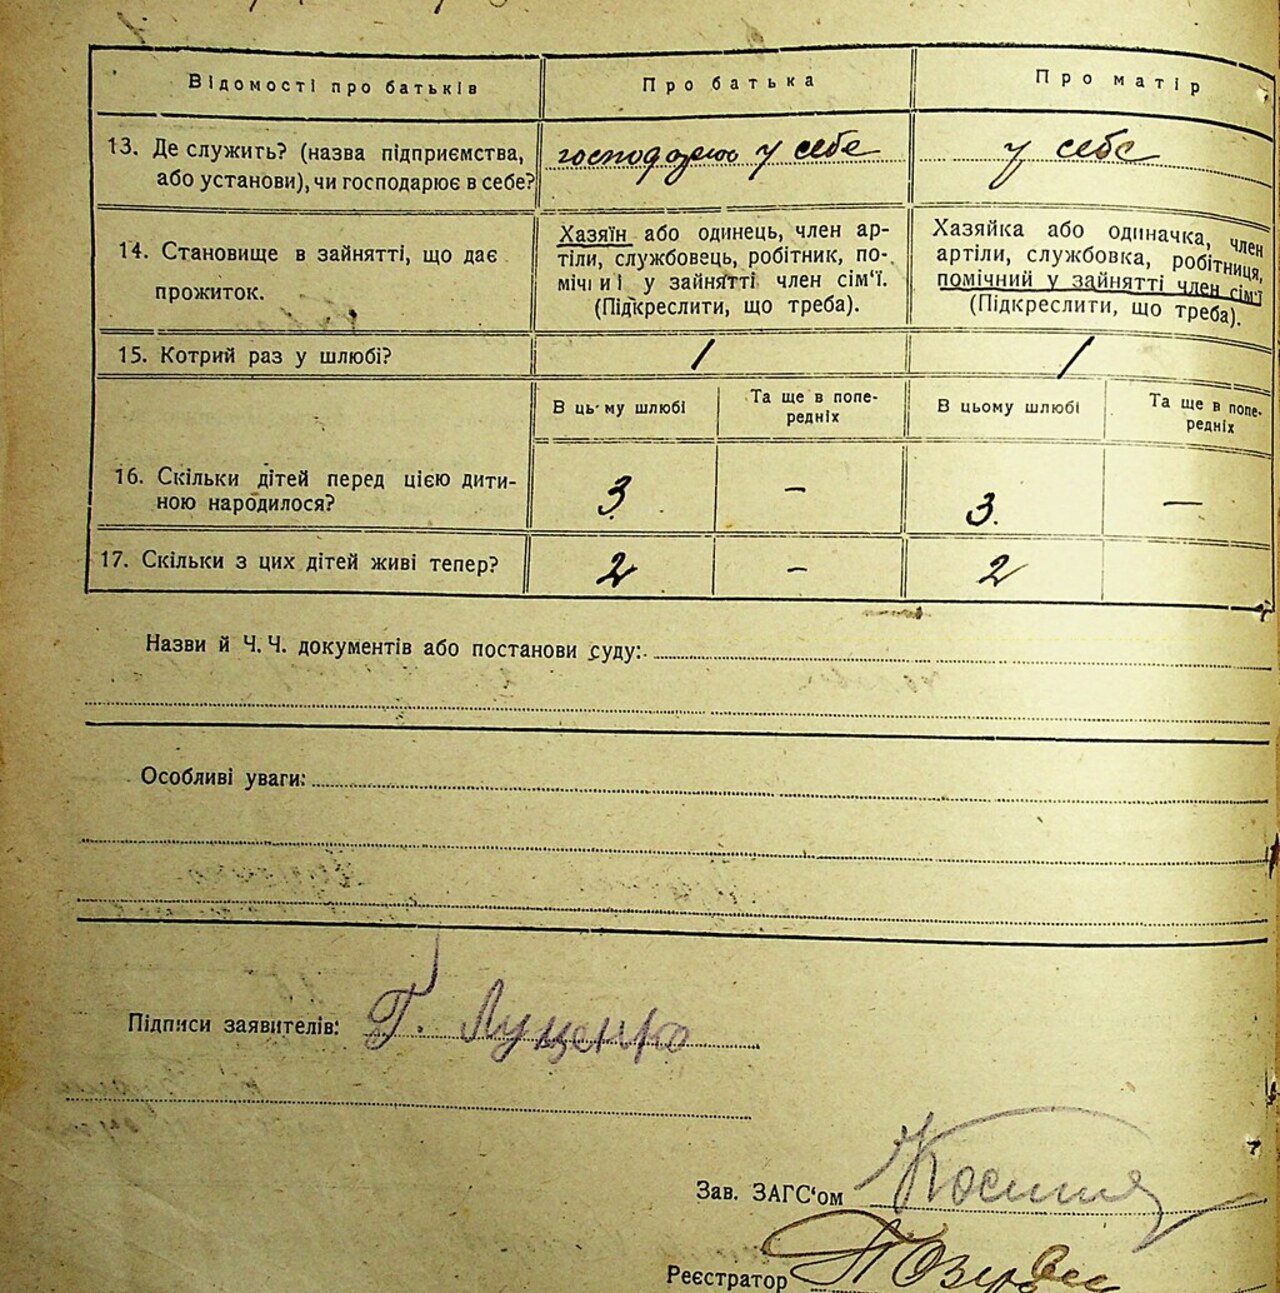 Відомості про батьків
Про батька
Про матір
13. Де служить? (назва підприємства,
або установи), чи господарює в себе?
господарює у себе
у себе
14. Становище в зайнятті, що дає
прожиток.
Хазяїн або одинець, член ар-
тіли, службовець, робітник, по-
мічний у зайнятті член сім'ї.
(Підкреслити, що треба).
Хазяйка або одиначка, член
артіли, службовка, робітниця,
помічний у зайнятті член сім'ї
(Підкреслити, що треба).
15. Котрий раз у шлюбі?
1
1
В цьому шлюбі
Та ще в попе-
редніх
В цьому шлюбі
Та ще в попе-
редніх
16. Скільки дітей перед цією дити-
ною народилося?
3
-
3.
—
17. Скільки з цих дітей живі тепер?
2
-
2
Назви й Ч. Ч. документів або постанови суду:
Особливі уваги:
Підписи заявителів: Г. Луценко
Зав. ЗАГС'ом
Реєстратор